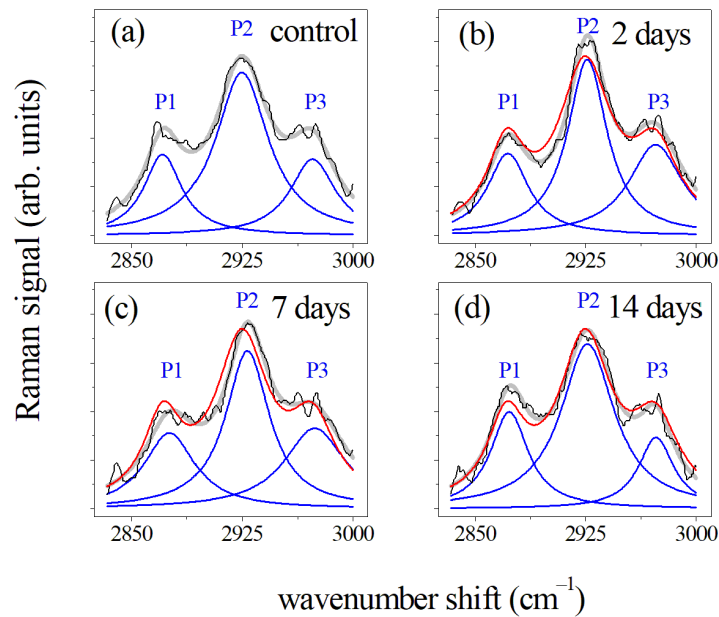 (a) control
P1 P2 P3
2850 2925 3000
(b) 2 days
P1 P2 P3
2850 2925 3000
(c) 7 days
P1 P2 P3
2850 2925 3000
(d) 14 days
P1 P2 P3
2850 2925 3000
Raman signal (arb. units)
wavenumber shift (cm⁻¹)